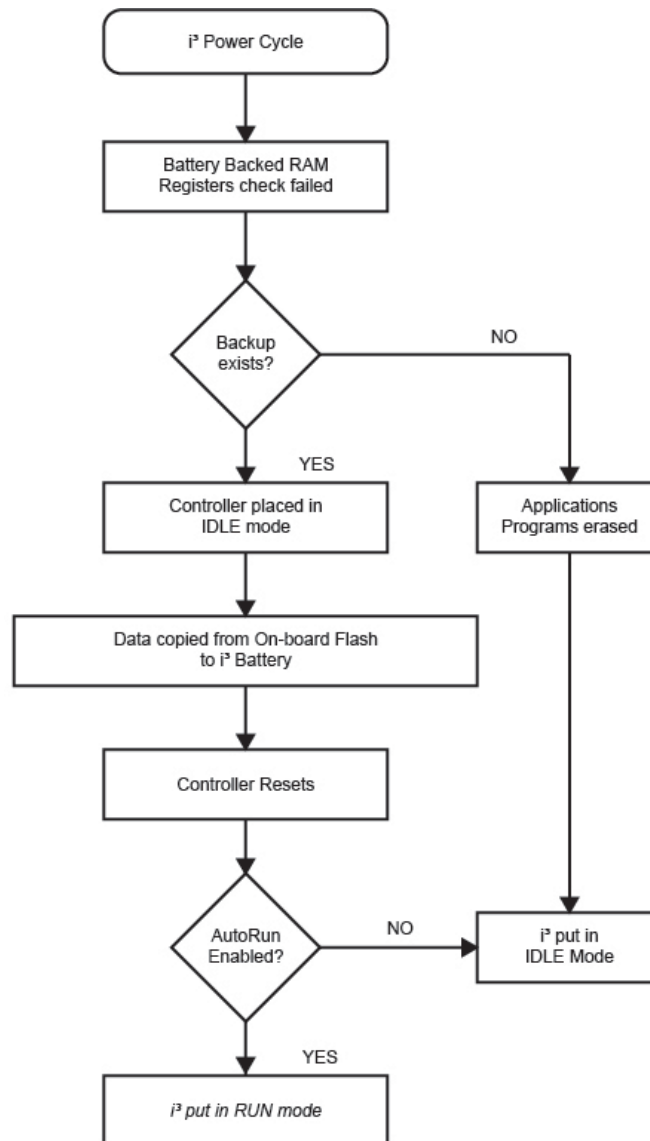 i³ Power Cycle
Battery Backed RAM
Registers check failed
Backup
exists?
NO
YES
Controller placed in
IDLE mode
Applications
Programs erased
Data copied from On-board Flash
to i³ Battery
Controller Resets
AutoRun
Enabled?
NO
i³ put in
IDLE Mode
YES
i³ put in RUN mode